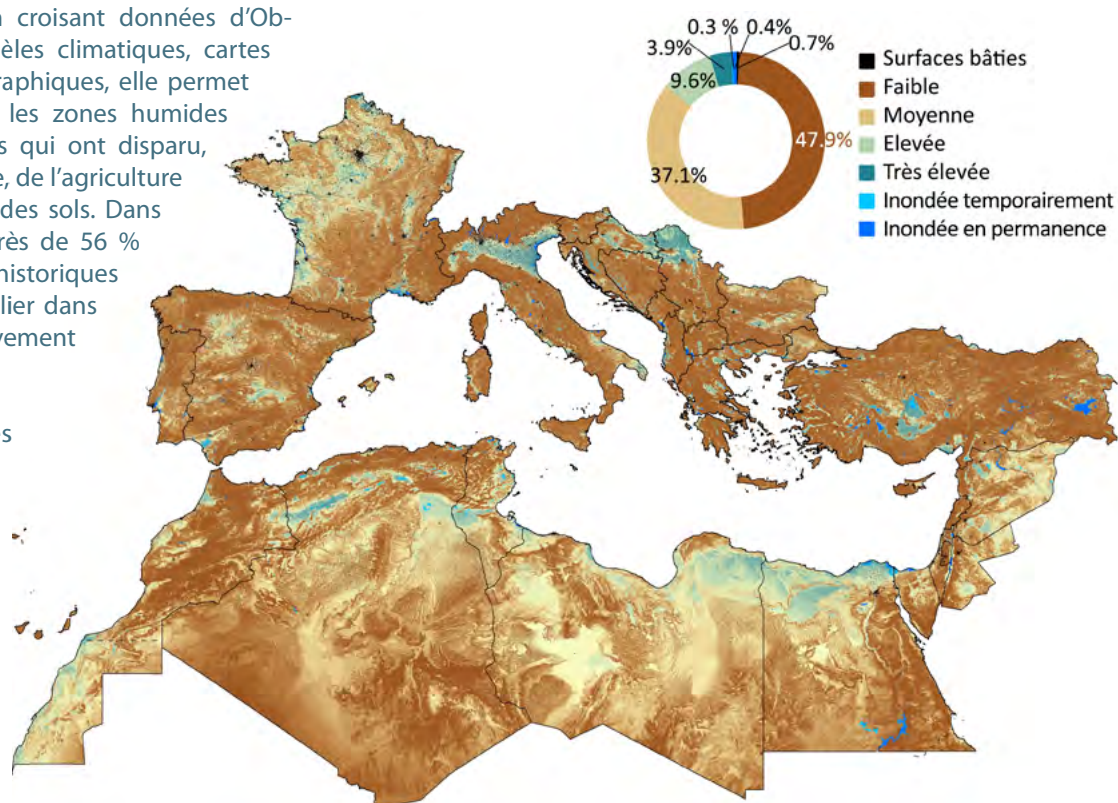 croisant données d'Ob-
èles climatiques, cartes
raphiques, elle permet
les zones humides
s qui ont disparu,
e, de l'agriculture
des sols. Dans
rès de 56 %
historiques
lier dans
vement
es
0.3 %
0.4%
3.9%
0.7%
9.6%
47.9%
37.1%
Surfaces bâties
Faible
Moyenne
Elevée
Très élevée
Inondée temporairement
Inondée en permanence